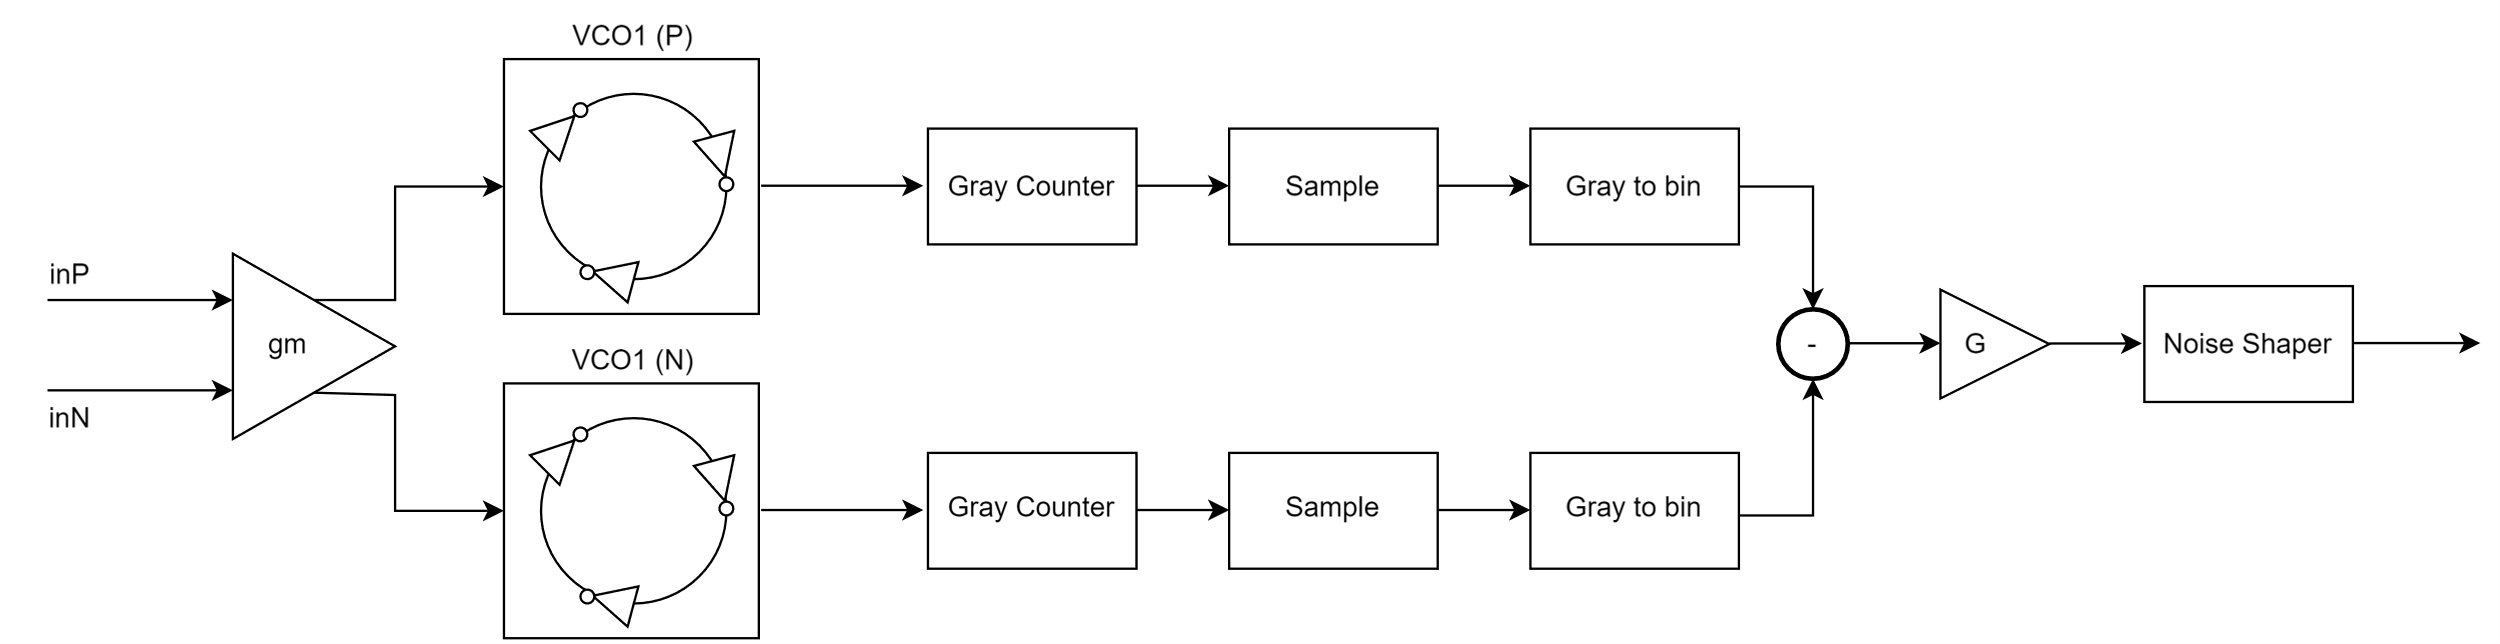 VCO1 (P)
Gray Counter
Sample
Gray to bin
inP
gm
inN
VCO1 (N)
Gray Counter
Sample
Gray to bin
-
G
Noise Shaper